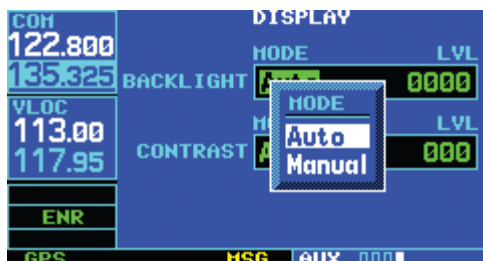 COM
122.800
135.325
VLOC
113.00
117.95
ENR
GPS
DISPLAY
MODE LVL
BACKLIGHT Auto 0000
LVL
CONTRAST 000
MODE
Auto
Manual
MSG AUX